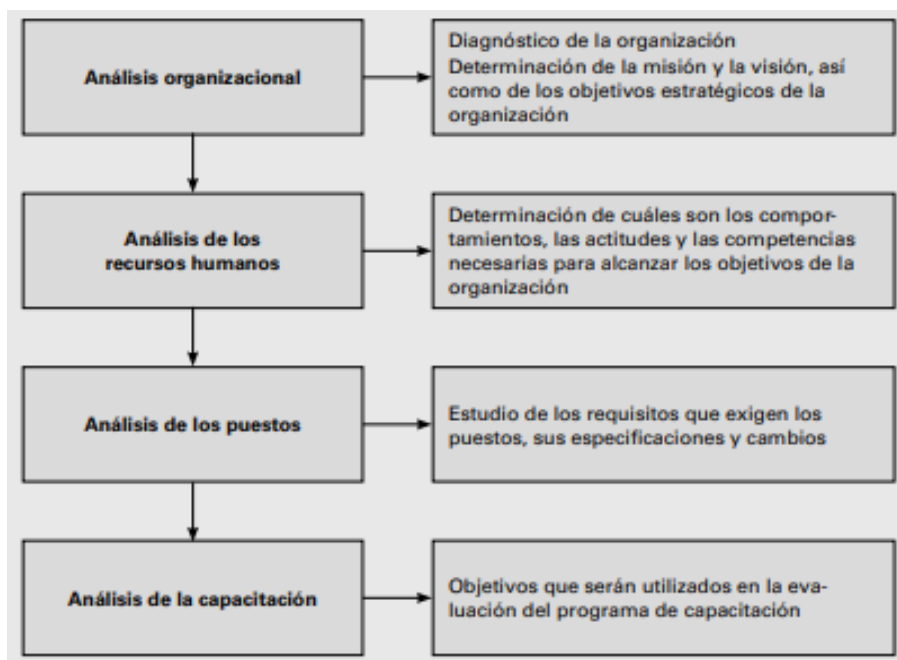 Análisis organizacional
Diagnóstico de la organización
Determinación de la misión y la visión, así
como de los objetivos estratégicos de la
organización
Análisis de los
recursos humanos
Determinación de cuáles son los compor-
tamientos, las actitudes y las competencias
necesarias para alcanzar los objetivos de la
organización
Análisis de los puestos
Estudio de los requisitos que exigen los
puestos, sus especificaciones y cambios
Análisis de la capacitación
Objetivos que serán utilizados en la eva-
luación del programa de capacitación